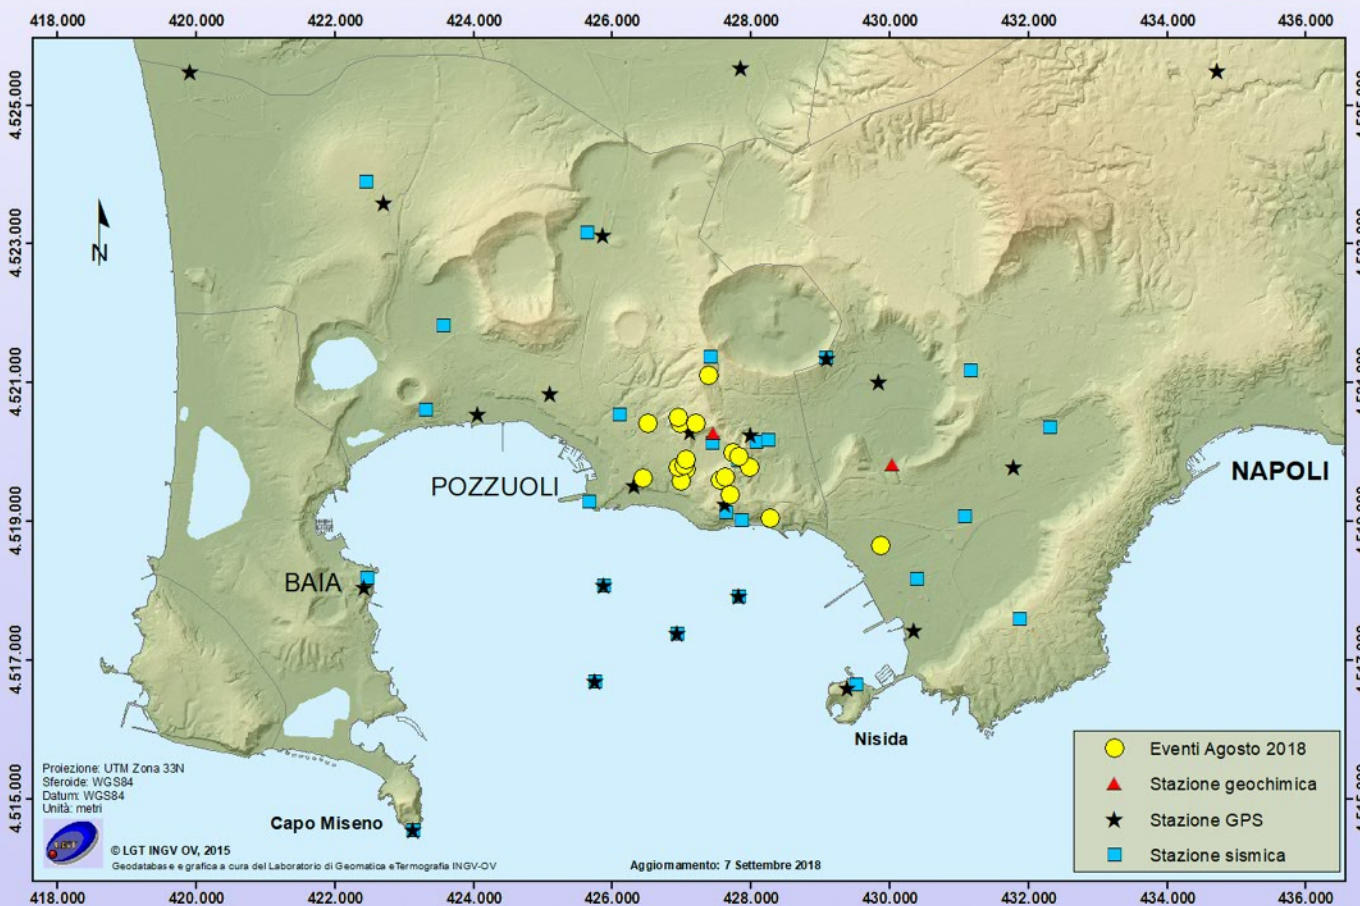 418.000 420.000 422.000 424.000 426.000 428.000 430.000 432.000 434.000 436.000
4.525.000
4.523.000
4.521.000
4.519.000
4.517.000
4.515.000
N
POZZUOLI
NAPOLI
BAIA
Nisida
Capo Miseno
Eventi Agosto 2018
Stazione geochimica
Stazione GPS
Stazione sismica
Proiezione: UTM Zona 33N
Sferoide: WGS84
Datum: WGS84
Unità: metri
© LGT INGV OV, 2015
Geodatabase e grafica a cura del Laboratorio di Geomatica e Termografia INGV-OV
Aggiornamento: 7 Settembre 2018
418.000 420.000 422.000 424.000 426.000 428.000 430.000 432.000 434.000 436.000